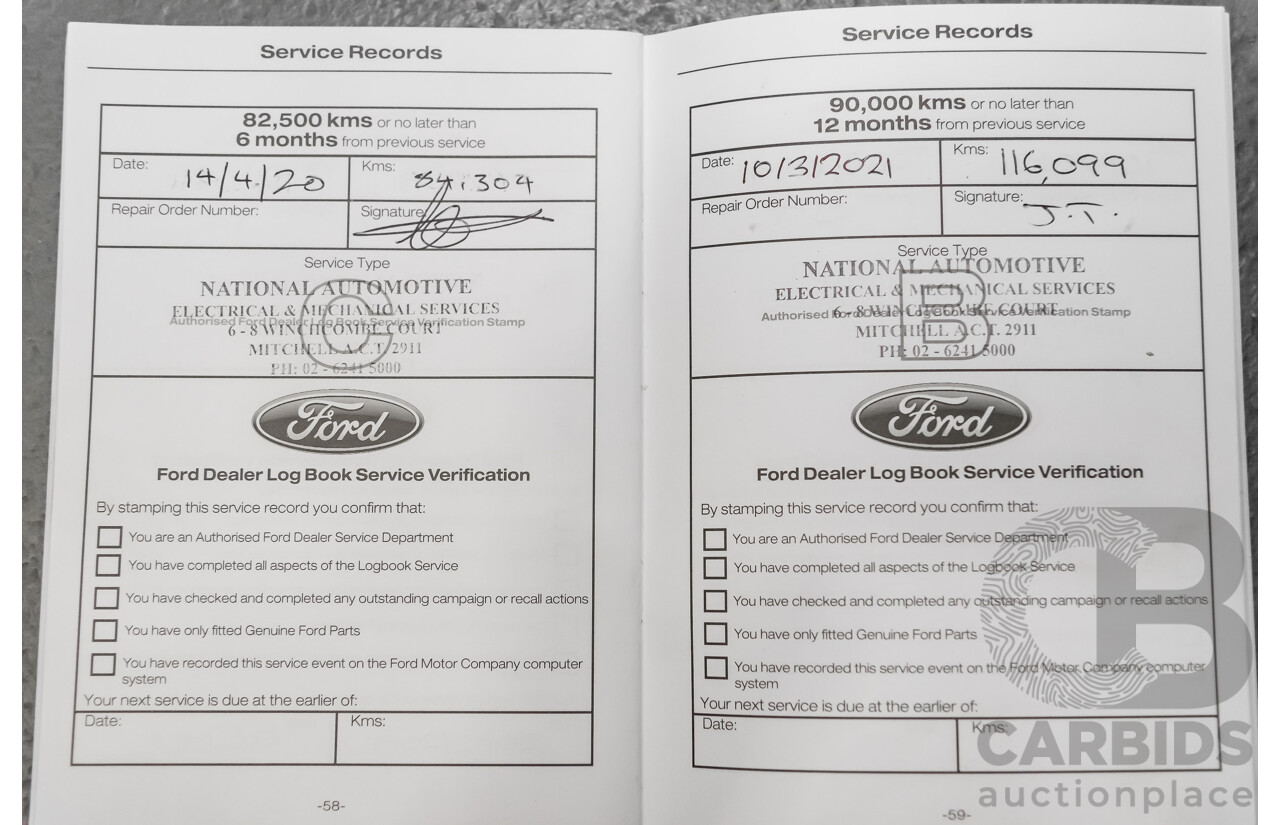 Service Records
82,500 kms or no later than
6 months from previous service
Date: 14/4/20
Kms: 84,304
Repair Order Number:
Signature
Service Type
C
NATIONAL AUTOMOTIVE
ELECTRICAL & MECHANICAL SERVICES
Authorised Ford Dealer Log Book Service Verification Stamp
6 - 8 WINCHCOMBE COURT
MITCHELL A.C.T. 2911
PH: 02 - 6241 5000
Ford
Ford Dealer Log Book Service Verification
By stamping this service record you confirm that:
You are an Authorised Ford Dealer Service Department
You have completed all aspects of the Logbook Service
You have checked and completed any outstanding campaign or recall actions
You have only fitted Genuine Ford Parts
You have recorded this service event on the Ford Motor Company computer
system
Your next service is due at the earlier of:
Date:
Kms:
-58-
Service Records
90,000 kms or no later than
12 months from previous service
Date: 10/3/2021
Kms: 116,099
Repair Order Number:
Signature: J.T.
Service Type
B
NATIONAL AUTOMOTIVE
ELECTRICAL & MECHANICAL SERVICES
Authorised Ford Dealer Log Book Service Verification Stamp
6 - 8 WINCHCOMBE COURT
MITCHELL A.C.T. 2911
PH: 02 - 6241 5000
Ford
Ford Dealer Log Book Service Verification
By stamping this service record you confirm that:
You are an Authorised Ford Dealer Service Department
You have completed all aspects of the Logbook Service
You have checked and completed any outstanding campaign or recall actions
You have only fitted Genuine Ford Parts
You have recorded this service event on the Ford Motor Company computer
system
Your next service is due at the earlier of:
Date:
Kms:
-59-
CB
CARBIDS
auctionplace